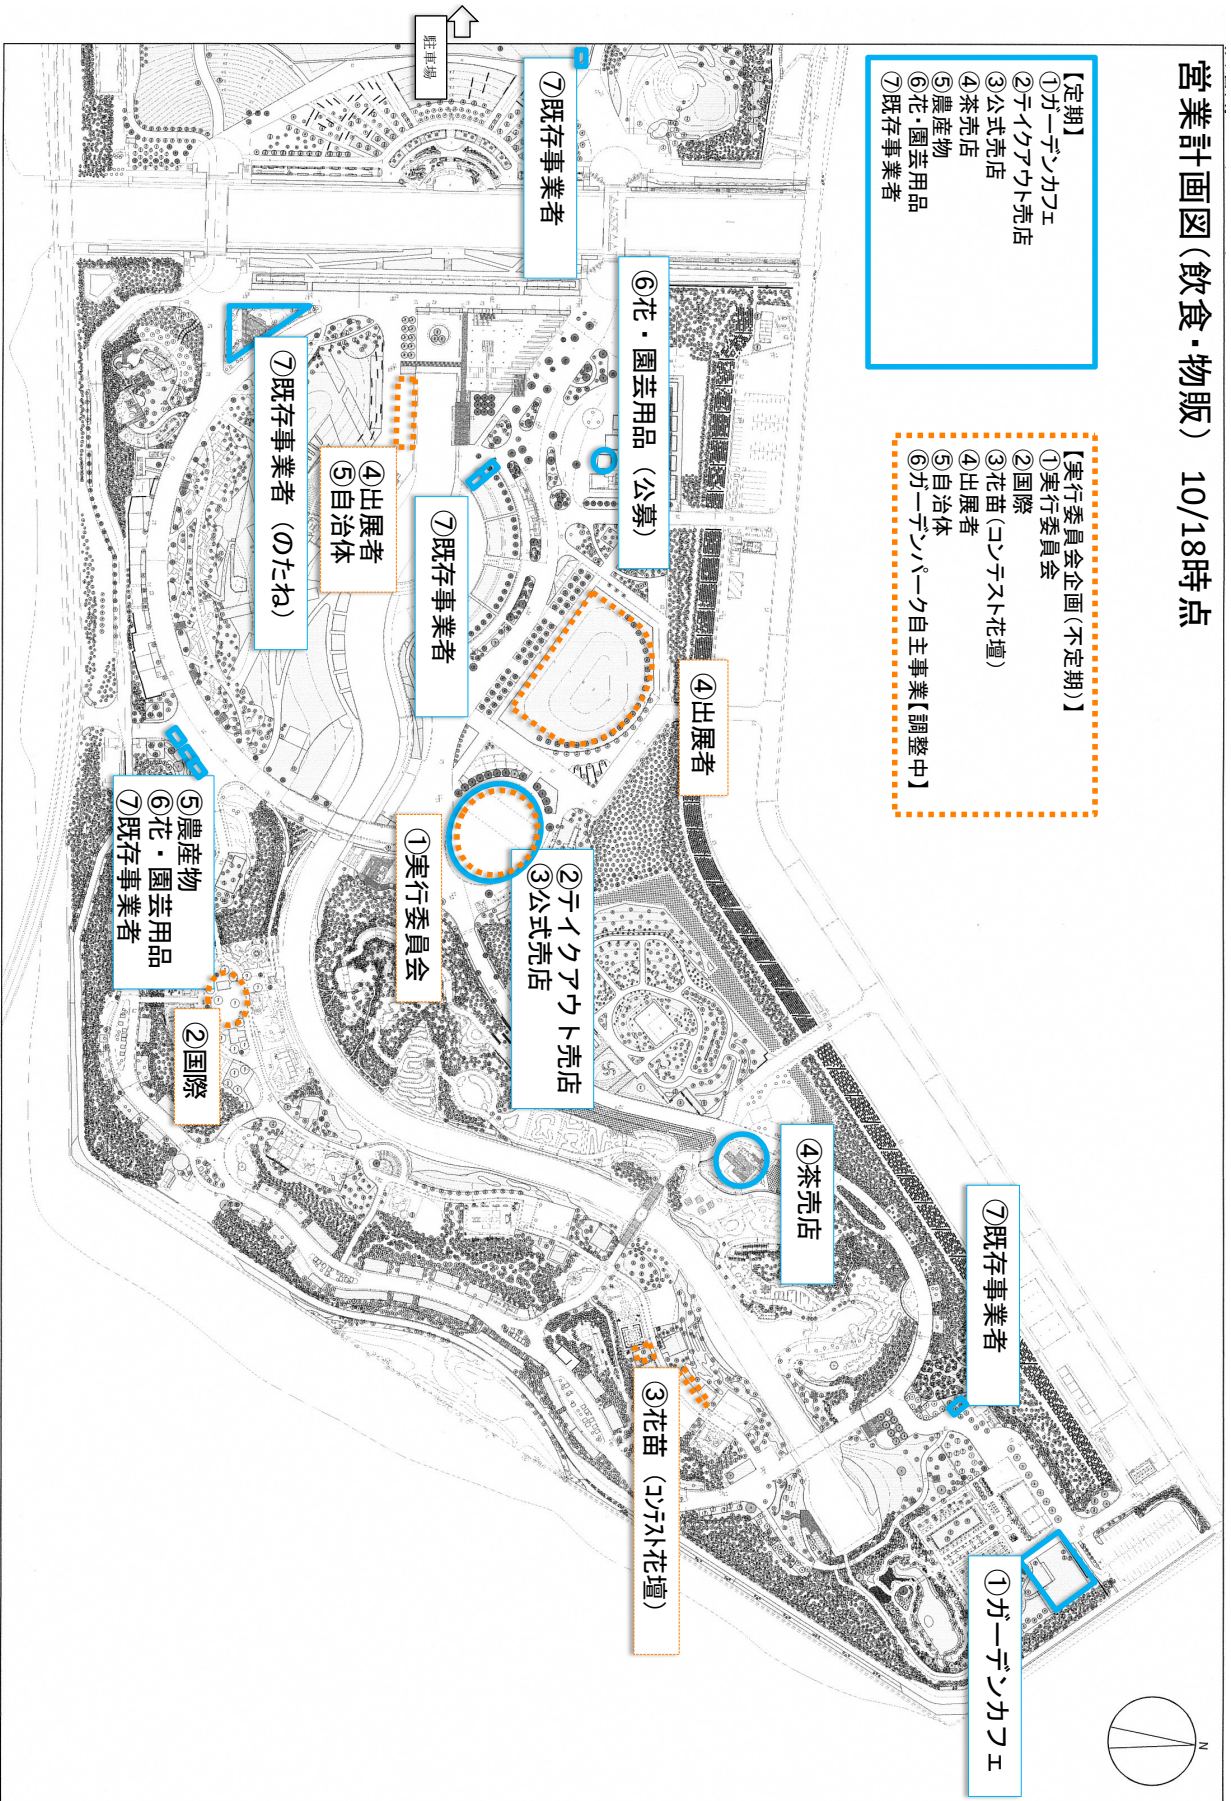 営業計画図(飲食・物販) 10/18時点
【定期】
①ガーデンカフェ
②テイクアウト売店
③公式売店
④茶売店
⑤農産物
⑥花・園芸用品
⑦既存事業者
【実行委員会企画(不定期)】
①実行委員会
②国際
③花苗(コンテスト花壇)
④出展者
⑤自治体
⑥ガーデンパーク自主事業【調整中】
駐車場
⑦既存事業者
⑥花・園芸用品(公募)
④出展者
⑦既存事業者
④出展者
⑤自治体
⑦既存事業者(のたね)
②テイクアウト売店
③公式売店
①実行委員会
⑤農産物
⑥花・園芸用品
⑦既存事業者
②国際
④茶売店
⑦既存事業者
③花苗(コンテスト花壇)
①ガーデンカフェ
N